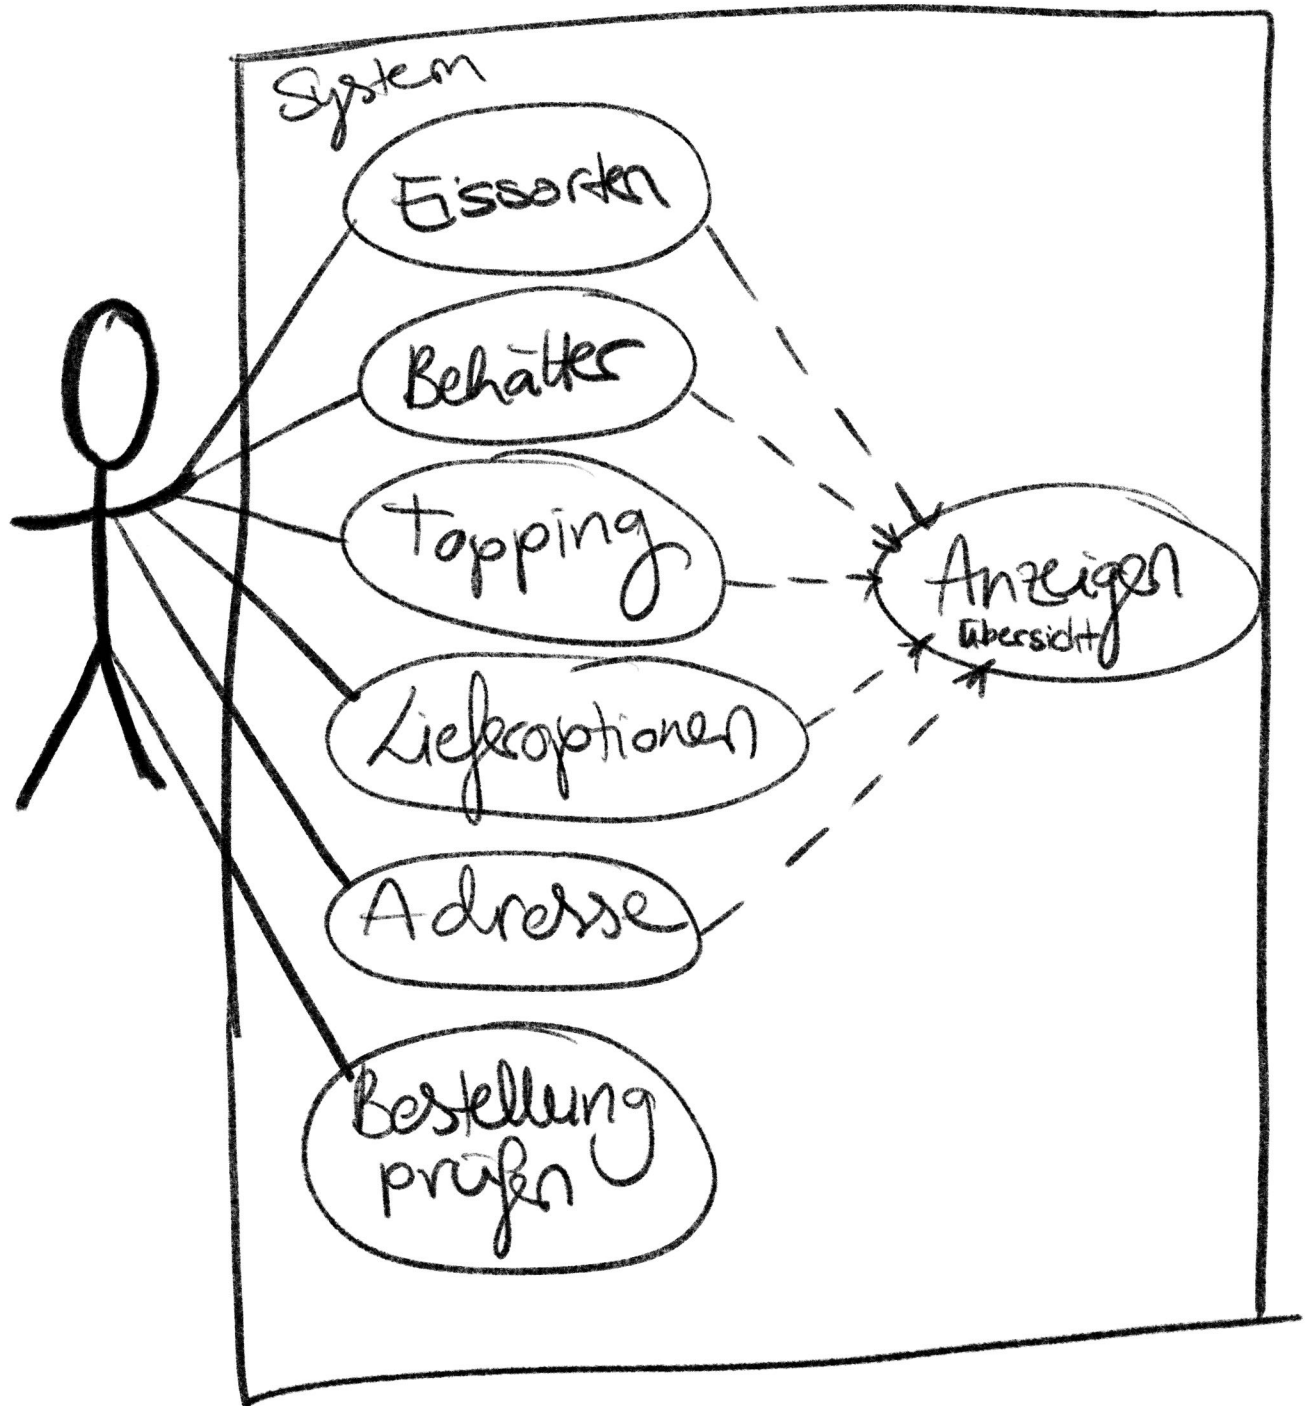 System
Eissorten
Behälter
Topping
Anzeigen
Übersicht
Lieferoptionen
Adresse
Bestellung
prüfen